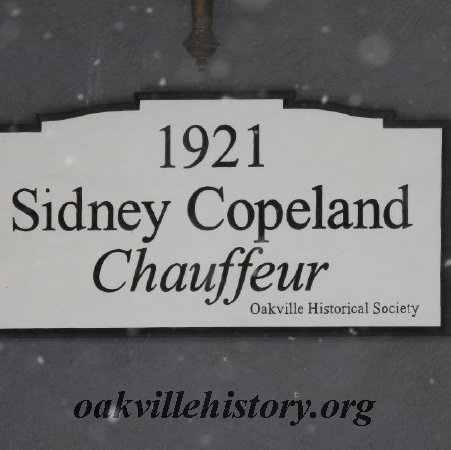 1921
Sidney Copeland
Chauffeur
Oakville Historical Society
oakvillehistory.org